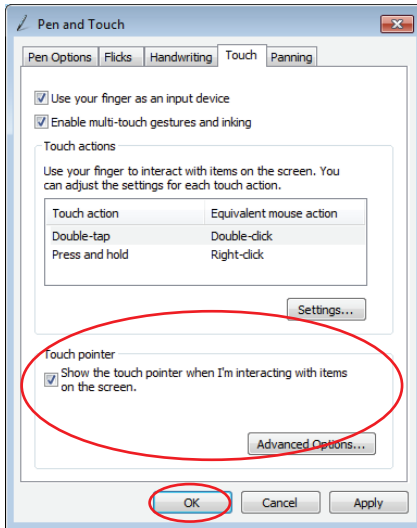 Pen and Touch
Pen Options Flicks Handwriting Touch Panning
Use your finger as an input device
Enable multi-touch gestures and inking
Touch actions
Use your finger to interact with items on the screen. You
can adjust the settings for each touch action.
Touch action Equivalent mouse action
Double-tap Double-click
Press and hold Right-click
Settings...
Touch pointer
Show the touch pointer when I'm interacting with items
on the screen.
Advanced Options...
OK Cancel Apply